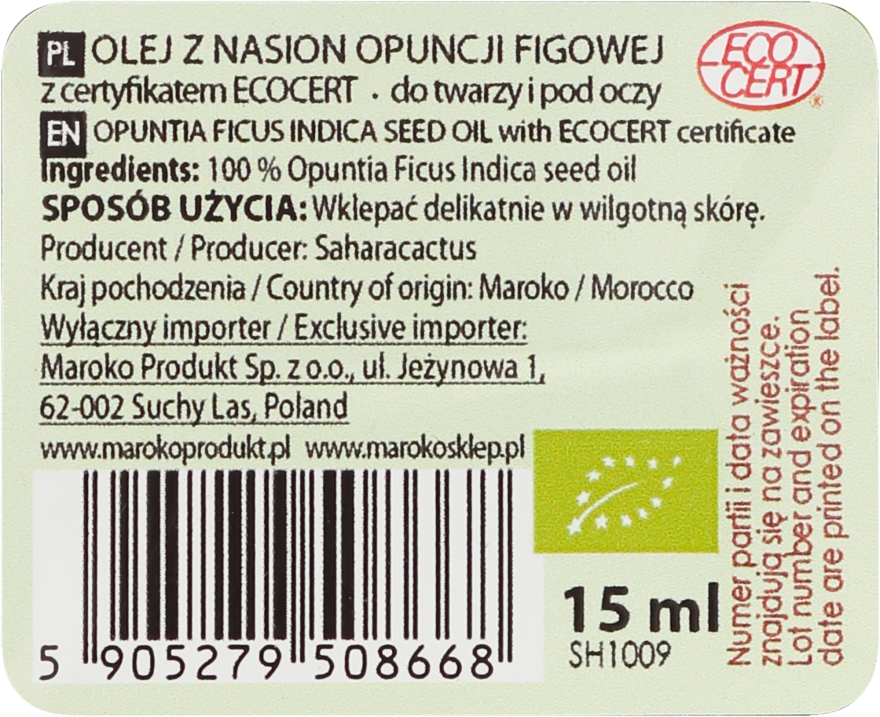 PL OLEJ Z NASION OPUNCJI FIGOWEJ
z certyfikatem ECOCERT · do twarzy i pod oczy
ECO
CERT
®
EN OPUNTIA FICUS INDICA SEED OIL with ECOCERT certificate
Ingredients: 100 % Opuntia Ficus Indica seed oil
SPOSÓB UŻYCIA: Wklepać delikatnie w wilgotną skórę.
Producent / Producer: Saharacactus
Kraj pochodzenia / Country of origin: Maroko / Morocco
Wyłączny importer / Exclusive importer:
Maroko Produkt Sp. z o.o., ul. Jeżynowa 1,
62-002 Suchy Las, Poland
www.marokoprodukt.pl www.marokosklep.pl
5 905279 508668
15 ml
SH1009
Numer partii i data ważności
znajdują się na zawieszce.
Lot number and expiration
date are printed on the label.